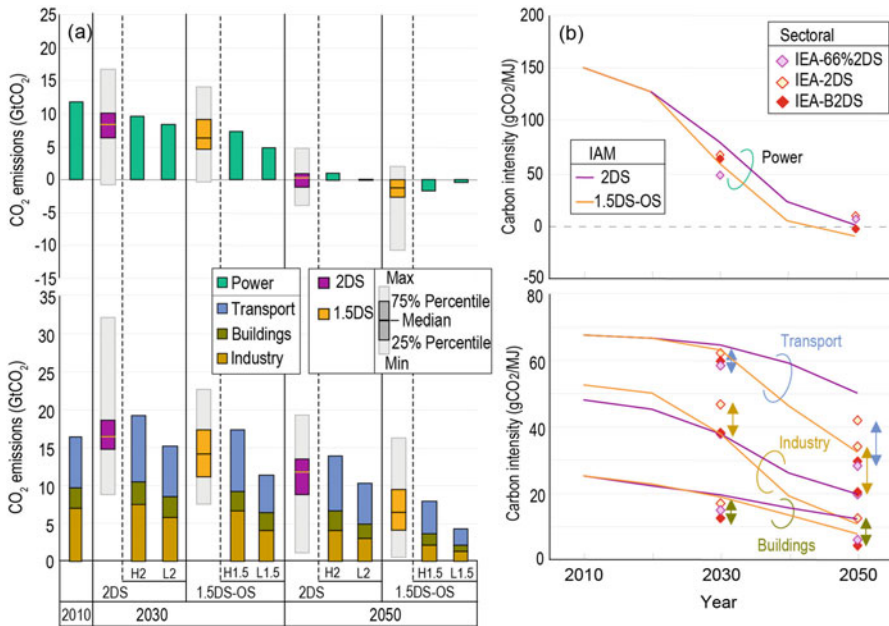 (a)
CO2 emissions (GtCO2)
25
20
15
10
5
0
-5
-10
-15
Power
Transport
Buildings
Industry
2DS
1.5DS
Max
75% Percentile
Median
25% Percentile
Min
CO2 emissions (GtCO2)
35
30
25
20
15
10
5
0
H2 L2 H1.5 L1.5 H2 L2 H1.5 L1.5
2DS 1.5DS-OS 2DS 1.5DS-OS
2010 2030 2050
(b)
Carbon intensity (gCO2/MJ)
200
150
100
50
0
-50
Sectoral
IEA-66%2DS
IEA-2DS
IEA-B2DS
IAM
2DS
1.5DS-OS
Power
Carbon intensity (gCO2/MJ)
80
60
40
20
0
Transport
Industry
Buildings
2010 2030 2050
Year